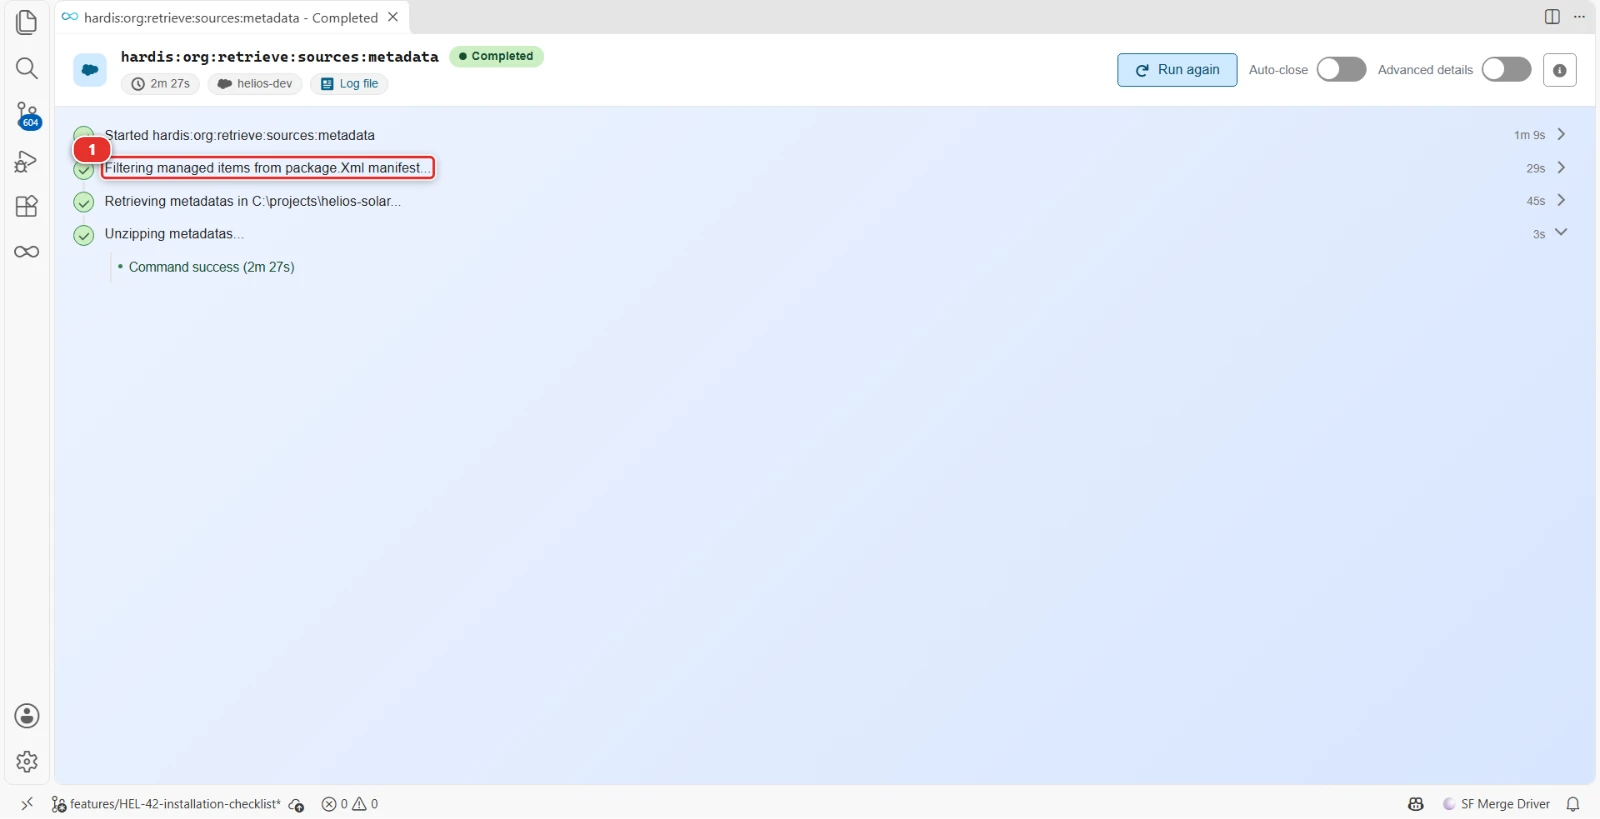 hardis:org:retrieve:sources:metadata - Completed
hardis:org:retrieve:sources:metadata
Completed
2m 27s
helios-dev
Log file
Run again
Auto-close
Advanced details
604
Started hardis:org:retrieve:sources:metadata
1m 9s
1
Filtering managed items from package.Xml manifest...
29s
Retrieving metadatas in C:\projects\helios-solar...
45s
Unzipping metadatas...
3s
• Command success (2m 27s)
features/HEL-42-installation-checklist*
0
0
SF Merge Driver